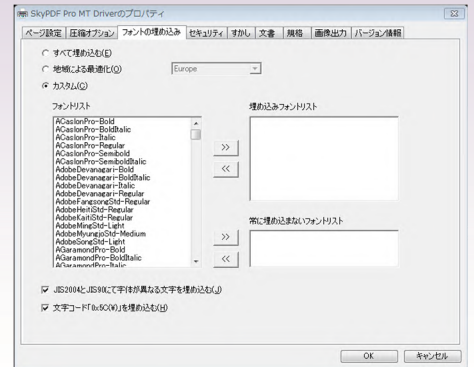 SkyPDF Pro MT Driverのプロパティ
ページ設定 圧縮オプション フォントの埋め込み セキュリティ すかし 文書 規格 画像出力 バージョン情報
すべて埋め込む(E)
地域による最適化(O) Europe
カスタム(C)
フォントリスト 埋め込みフォントリスト
ACaslonPro-Bold
ACaslonPro-BoldItalic
ACaslonPro-Italic
ACaslonPro-Regular
ACaslonPro-Semibold
ACaslonPro-SemiboldItalic
AdobeDevanagari-Bold
AdobeDevanagari-BoldItalic
AdobeDevanagari-Italic
AdobeDevanagari-Regular
AdobeFangsongStd-Regular
AdobeHeitiStd-Regular
AdobeKaitiStd-Regular
AdobeMingStd-Light
AdobeMyungjoStd-Medium
AdobeSongStd-Light
AGaramondPro-Bold
AGaramondPro-BoldItalic
AGaramondPro-Italic
>>
<<
常に埋め込まないフォントリスト
>>
<<
JIS2004とJIS90にて字体が異なる文字を埋め込む(J)
文字コード「0x5C(¥)」を埋め込む(H)
OK キャンセル